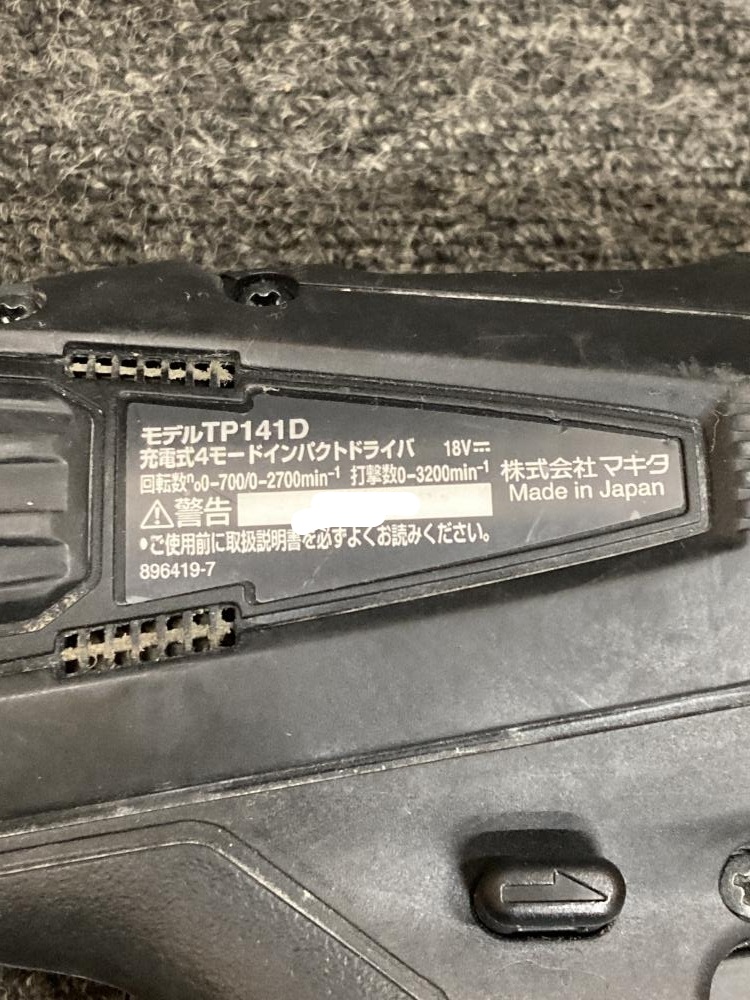 モデルTP141D
充電式4モードインパクトドライバ 18V⎓
回転数n₀0-700/0-2700min⁻¹ 打撃数0-3200min⁻¹
株式会社マキタ
Made in Japan
⚠警告
•ご使用前に取扱説明書を必ずよくお読みください。
896419-7